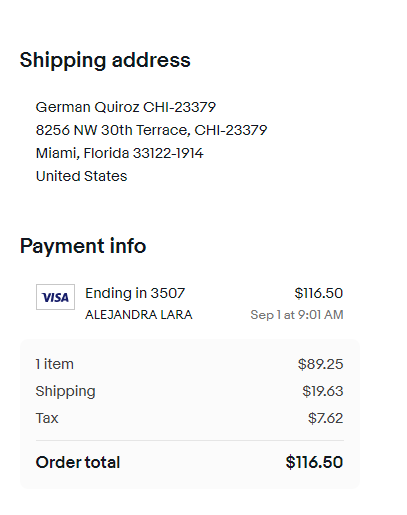 Shipping address
German Quiroz CHI-23379
8256 NW 30th Terrace, CHI-23379
Miami, Florida 33122-1914
United States
Payment info
VISA Ending in 3507 $116.50
ALEJANDRA LARA Sep 1 at 9:01 AM
1 item $89.25
Shipping $19.63
Tax $7.62
Order total $116.50